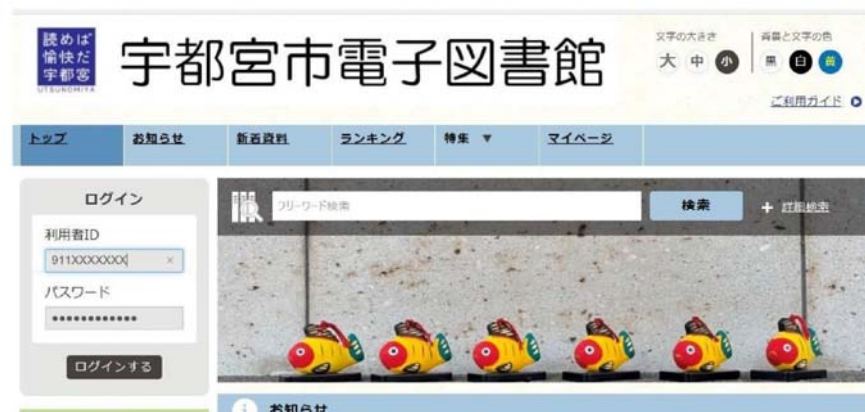 読めば
愉快だ
宇都宮
UTSUNOMIYA
宇都宮市電子図書館
文字の大きさ
大 中 小
背景と文字の色
黒 白 黄
ご利用ガイド
トップ お知らせ 新着資料 ランキング 特集 ▼ マイページ
ログイン
利用者ID
911XXXXXXX ×
パスワード
••••••••••••
ログインする
フリーワード検索
検索
+ 詳細検索
i お知らせ